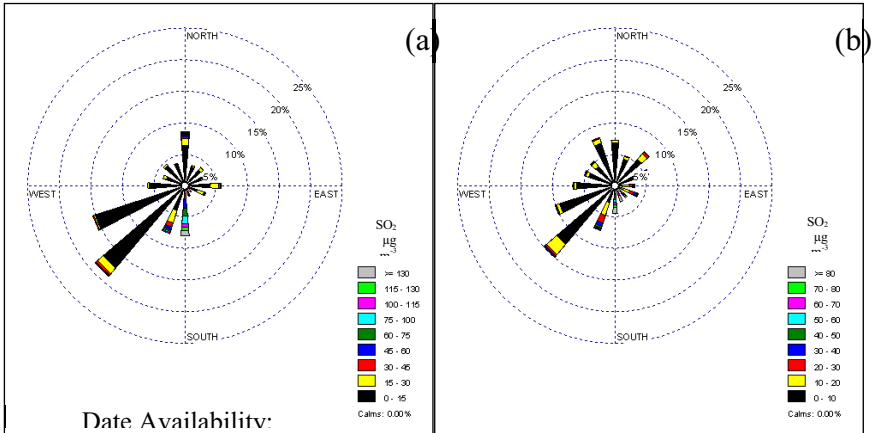 (a)
NORTH
25%
20%
15%
10%
5%
WEST
EAST
SOUTH
SO₂
µg
m⁻³
>= 130
115 - 130
100 - 115
75 - 100
60 - 75
45 - 60
30 - 45
15 - 30
0 - 15
Calms: 0.00%
Date Availability:
(b)
NORTH
25%
20%
15%
10%
5%
WEST
EAST
SOUTH
SO₂
µg
m⁻³
>= 80
70 - 80
60 - 70
50 - 60
40 - 50
30 - 40
20 - 30
10 - 20
0 - 10
Calms: 0.00%